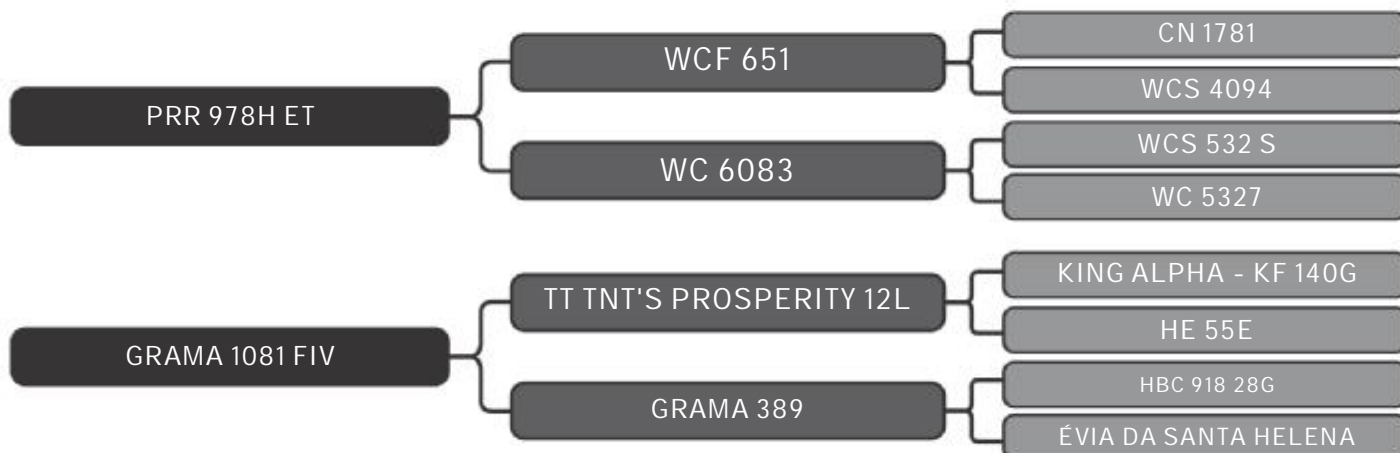 PRR 978H ET
WCF 651
WC 6083
CN 1781
WCS 4094
WCS 532 S
WC 5327
GRAMA 1081 FIV
TT TNT'S PROSPERITY 12L
GRAMA 389
KING ALPHA - KF 140G
HE 55E
HBC 918 28G
ÉVIA DA SANTA HELENA